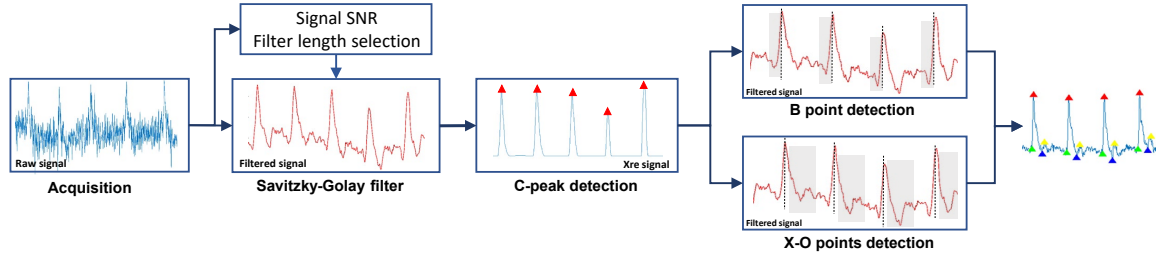 Signal SNR
Filter length selection
Raw signal
Acquisition
Filtered signal
Savitzky-Golay filter
Xre signal
C-peak detection
Filtered signal
B point detection
Filtered signal
X-O points detection